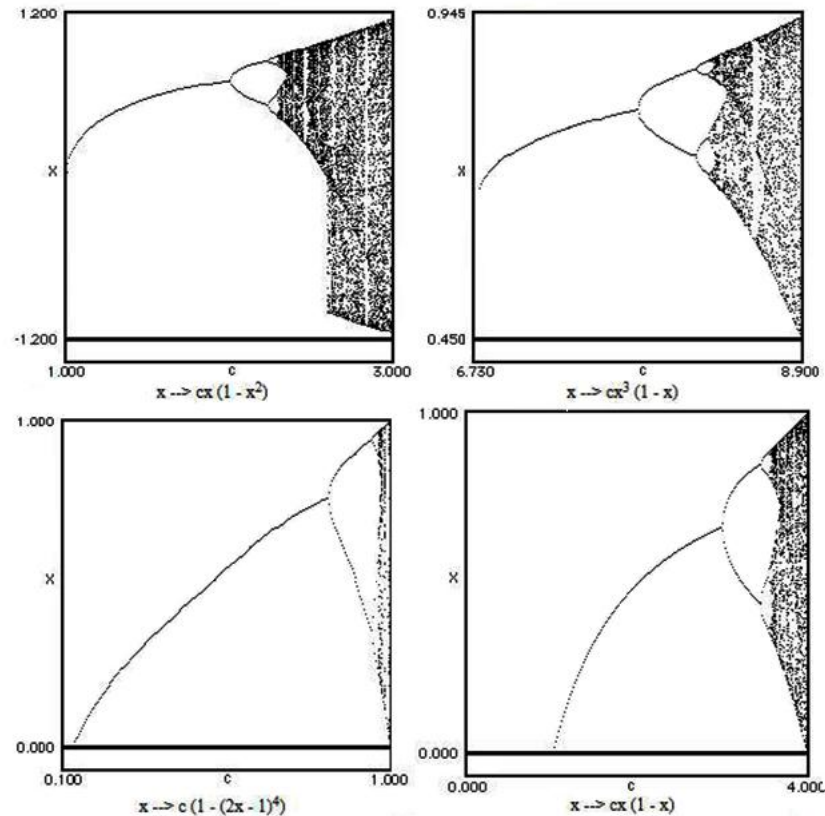 1.200
X
-1.200
1.000 c 3.000
x --> cx (1 - x²)
0.945
X
0.450
6.730 c 8.900
x --> cx³ (1 - x)
1.000
X
0.000
0.100 c 1.000
x --> c (1 - (2x - 1)⁴)
1.000
X
0.000
0.000 c 4.000
x --> cx (1 - x)